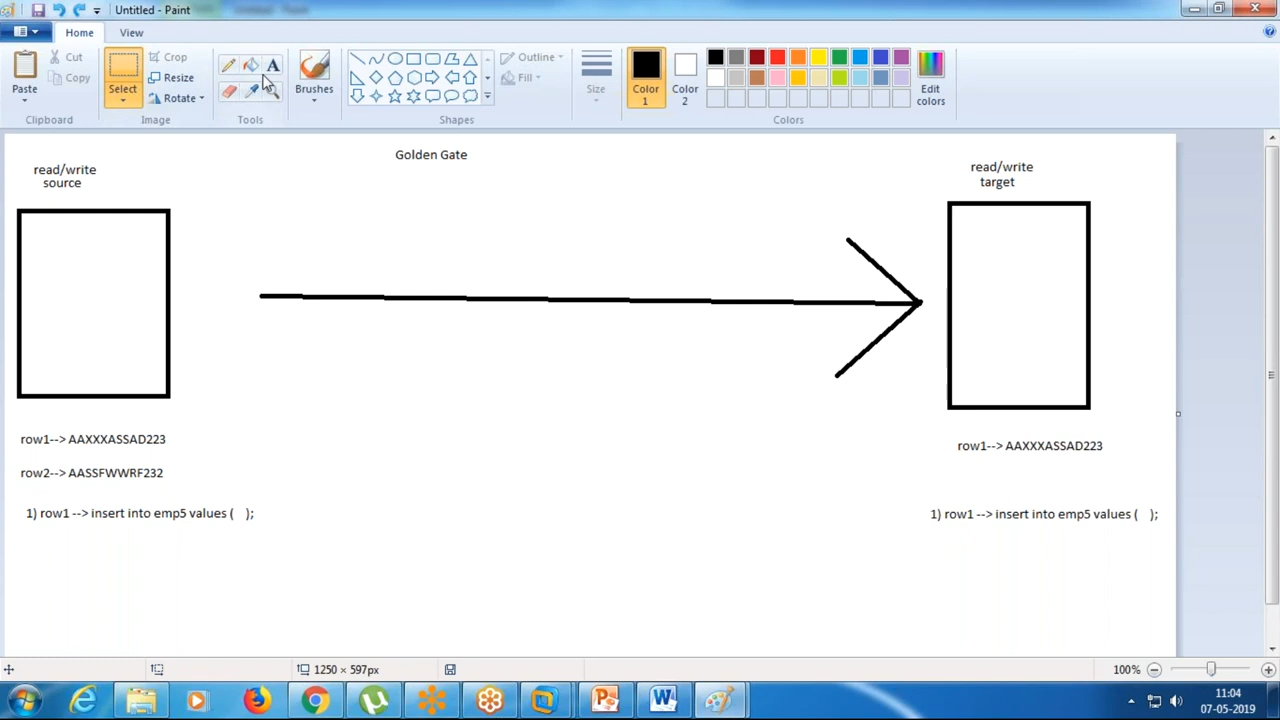 Untitled - Paint
Home
View
Paste
Cut
Copy
Clipboard
Select
Crop
Resize
Rotate
Image
A
Tools
Brushes
Shapes
Outline
Fill
Size
Color 1
Color 2
Edit colors
Colors
Golden Gate
read/write
source
read/write
target
row1--> AAXXXASSAD223
row1--> AAXXXASSAD223
row2--> AASSFWWRF232
1) row1 --> insert into emp5 values ( );
1) row1 --> insert into emp5 values ( );
1250 × 597px
100%
11:04
07-05-2019